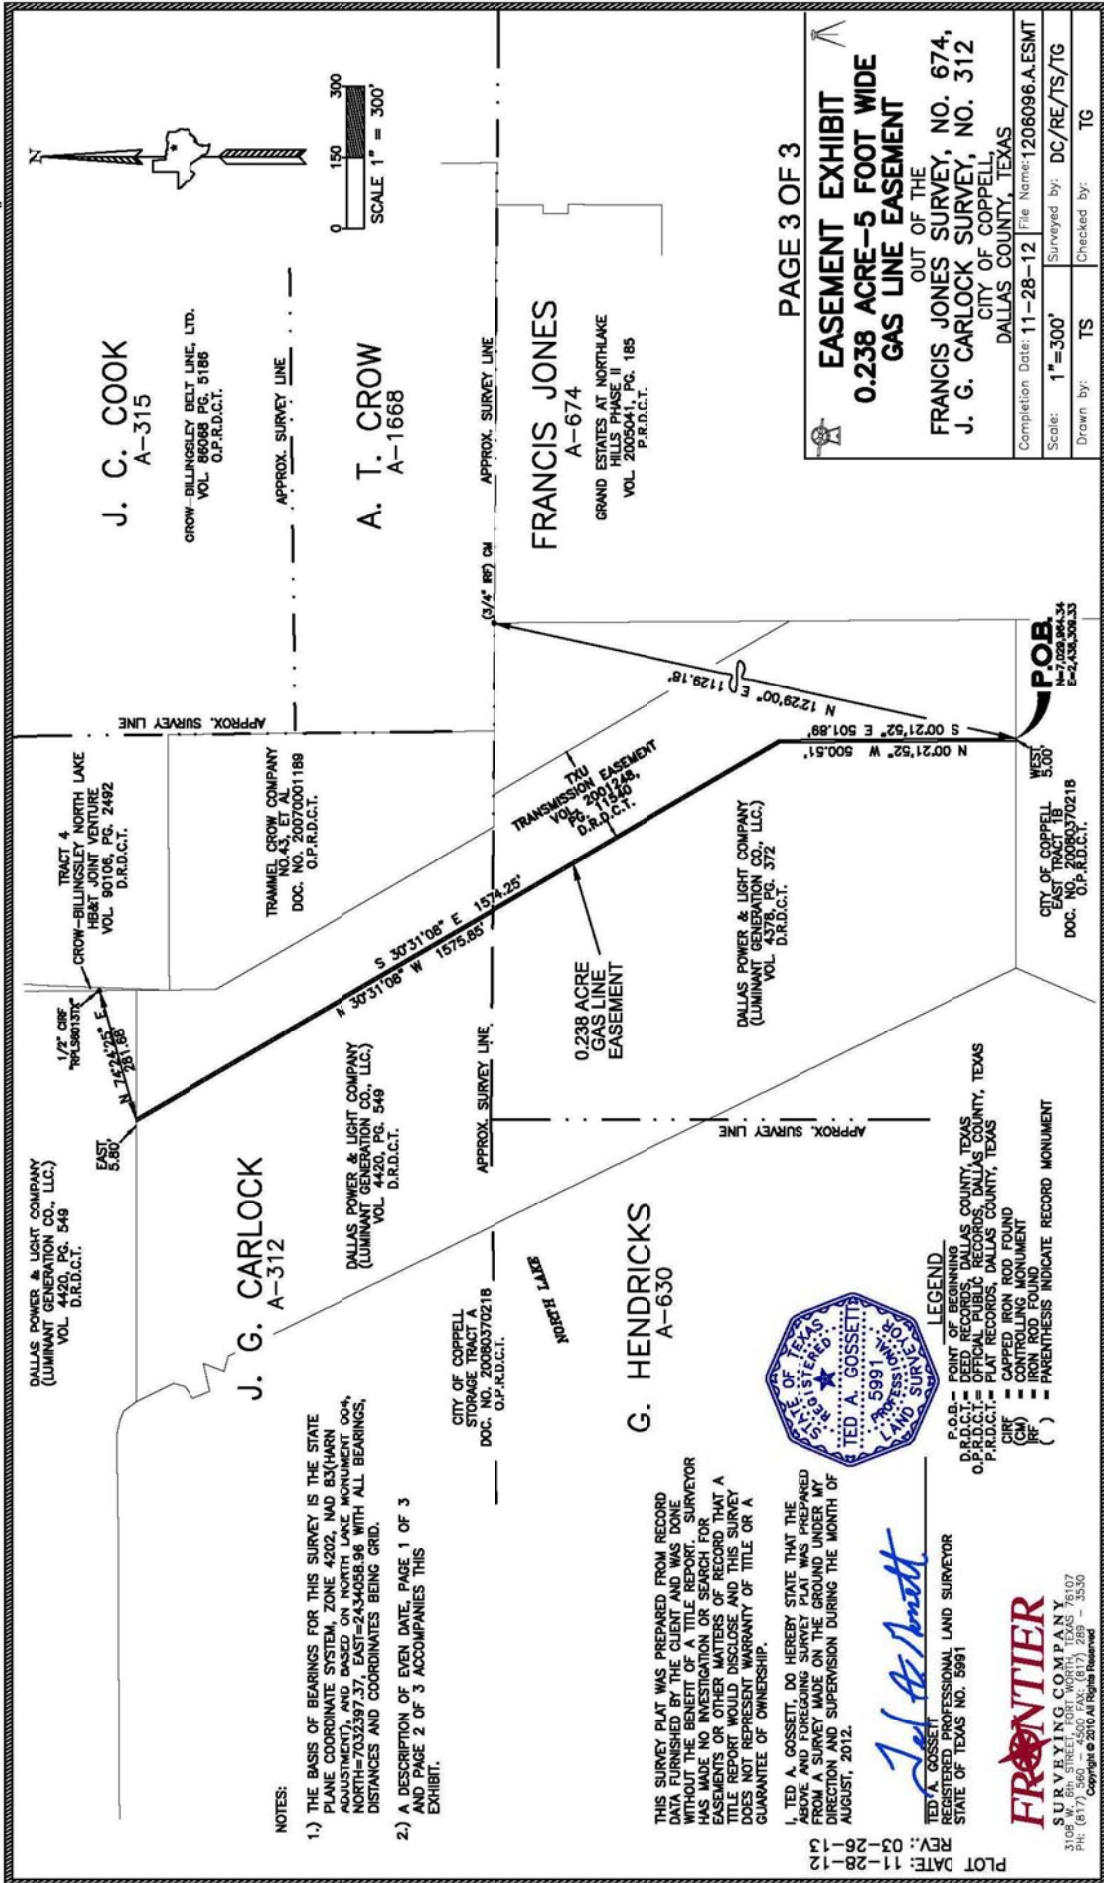 N
J. C. COOK
A-315
CROW-BILLINGSLEY BELT LINE, LTD.
VOL. 86068 PG. 5186
O.P.R.D.C.T.
APPROX. SURVEY LINE
A. T. CROW
A-1668
0 150 300
SCALE 1" = 300'
APPROX. SURVEY LINE
APPROX. SURVEY LINE
FRANCIS JONES
A-674
GRAND ESTATES AT NORTHLAKE
HILLS PHASE II
VOL. 2005041, PG. 185
P.R.D.C.T.
(3/4" IRF) CM
TRACT 4
CROW-BILLINGSLEY NORTH LAKE
HB&T JOINT VENTURE
VOL. 90106, PG. 2492
D.R.D.C.T.
TRAMMEL CROW COMPANY
NO.43, ET AL
DOC. NO. 20070001189
O.P.R.D.C.T.
1/2" CIRF
"RPLS6013TX"
N 74°24'25" E
261.66'
EAST
5.80'
DALLAS POWER & LIGHT COMPANY
(LUMINANT GENERATION CO., LLC.)
VOL. 4420, PG. 549
D.R.D.C.T.
S 30°31'08" E 1574.25'
N 30°31'08" W 1575.85'
TXU
TRANSMISSION EASEMENT
VOL. 2001248,
PG. 11540
D.R.D.C.T.
J. G. CARLOCK
A-312
DALLAS POWER & LIGHT COMPANY
(LUMINANT GENERATION CO., LLC.)
VOL. 4420, PG. 549
D.R.D.C.T.
APPROX. SURVEY LINE
0.238 ACRE
GAS LINE
EASEMENT
N 12°29'00" E 1129.18'
S 00°21'52" E 501.89'
N 00°21'52" W 500.51'
DALLAS POWER & LIGHT COMPANY
(LUMINANT GENERATION CO., LLC.)
VOL. 4378, PG. 372
D.R.D.C.T.
WEST
5.00'
P.O.B.
N=7,029,964.34
E=2,438,309.33
CITY OF COPPELL
EAST TRACT 1B
DOC. NO. 20080370218
O.P.R.D.C.T.
APPROX. SURVEY LINE
CITY OF COPPELL
STORAGE TRACT A
DOC. NO. 20080370218
O.P.R.D.C.T.
NORTH LAKE
G. HENDRICKS
A-630
NOTES:
1.) THE BASIS OF BEARINGS FOR THIS SURVEY IS THE STATE
PLANE COORDINATE SYSTEM, ZONE 4202, NAD 83(HARN
ADJUSTMENT), AND BASED ON NORTH LAKE MONUMENT 004,
NORTH=7032397.37, EAST=2434058.96 WITH ALL BEARINGS,
DISTANCES AND COORDINATES BEING GRID.
2.) A DESCRIPTION OF EVEN DATE, PAGE 1 OF 3
AND PAGE 2 OF 3 ACCOMPANIES THIS
EXHIBIT.
THIS SURVEY PLAT WAS PREPARED FROM RECORD
DATA FURNISHED BY THE CLIENT AND WAS DONE
WITHOUT THE BENEFIT OF A TITLE REPORT. SURVEYOR
HAS MADE NO INVESTIGATION OR SEARCH FOR
EASEMENTS OR OTHER MATTERS OF RECORD THAT A
TITLE REPORT WOULD DISCLOSE AND THIS SURVEY
DOES NOT REPRESENT WARRANTY OF TITLE OR A
GUARANTEE OF OWNERSHIP.
I, TED A. GOSSETT, DO HEREBY STATE THAT THE
ABOVE AND FOREGOING SURVEY PLAT WAS PREPARED
FROM A SURVEY MADE ON THE GROUND UNDER MY
DIRECTION AND SUPERVISION DURING THE MONTH OF
AUGUST, 2012.
Ted A. Gossett
TED A. GOSSETT
REGISTERED PROFESSIONAL LAND SURVEYOR
STATE OF TEXAS NO. 5991
STATE OF TEXAS
REGISTERED
TED A. GOSSETT
5991
PROFESSIONAL
LAND SURVEYOR
LEGEND
P.O.B.= POINT OF BEGINNING
D.R.D.C.T.= DEED RECORDS, DALLAS COUNTY, TEXAS
O.P.R.D.C.T.= OFFICIAL PUBLIC RECORDS, DALLAS COUNTY, TEXAS
P.R.D.C.T.= PLAT RECORDS, DALLAS COUNTY, TEXAS
CIRF = CAPPED IRON ROD FOUND
(CM) = CONTROLLING MONUMENT
IRF = IRON ROD FOUND
( ) = PARENTHESIS INDICATE RECORD MONUMENT
FRONTIER
SURVEYING COMPANY
3108 W. 6th STREET, FORT WORTH, TEXAS 76107
PH: (817) 560 - 4500 FAX: (817) 289 - 3530
Copyright © 2010 All Rights Reserved
PLOT DATE: 11-28-12
REV.: 03-26-13
PAGE 3 OF 3
EASEMENT EXHIBIT
0.238 ACRE-5 FOOT WIDE
GAS LINE EASEMENT
OUT OF THE
FRANCIS JONES SURVEY, NO. 674,
J. G. CARLOCK SURVEY, NO. 312
CITY OF COPPELL,
DALLAS COUNTY, TEXAS
Completion Date: 11-28-12 File Name: 1206096.A.ESMT
Scale: 1"=300' Surveyed by: DC/RE/TS/TG
Drawn by: TS Checked by: TG